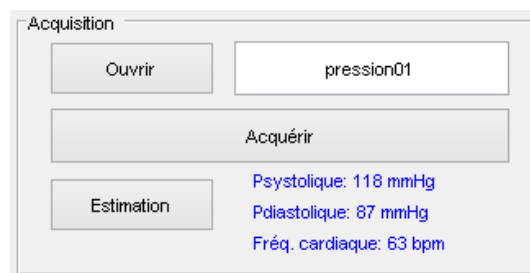 Acquisition
Ouvrir
pression01
Acquérir
Estimation
Psystolique: 118 mmHg
Pdiastolique: 87 mmHg
Fréq. cardiaque: 63 bpm